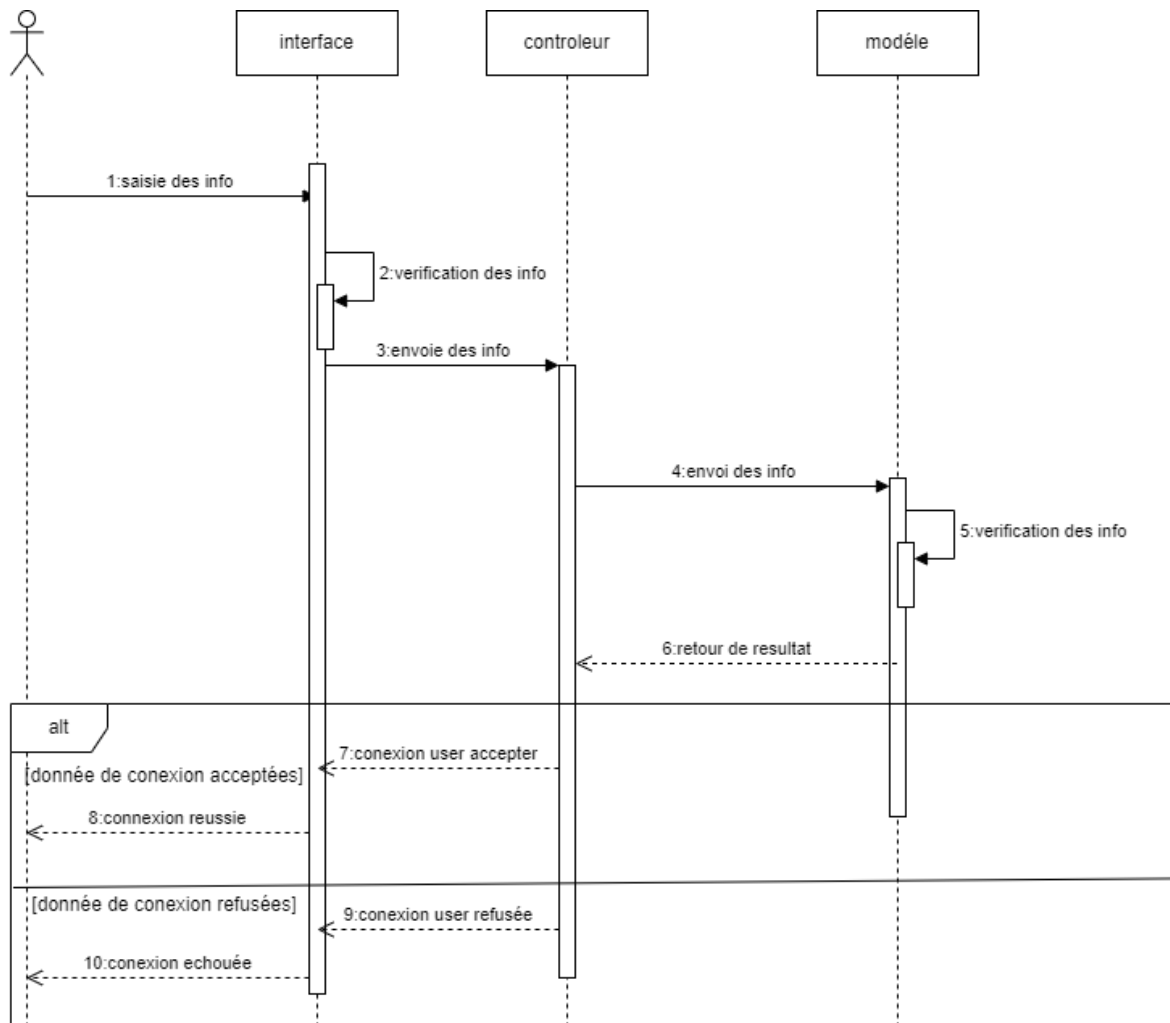 interface
controleur
modéle
1:saisie des info
2:verification des info
3:envoie des info
4:envoi des info
5:verification des info
6:retour de resultat
alt
7:conexion user accepter
[donnée de conexion acceptées]
8:connexion reussie
[donnée de conexion refusées]
9:conexion user refusée
10:conexion echouée